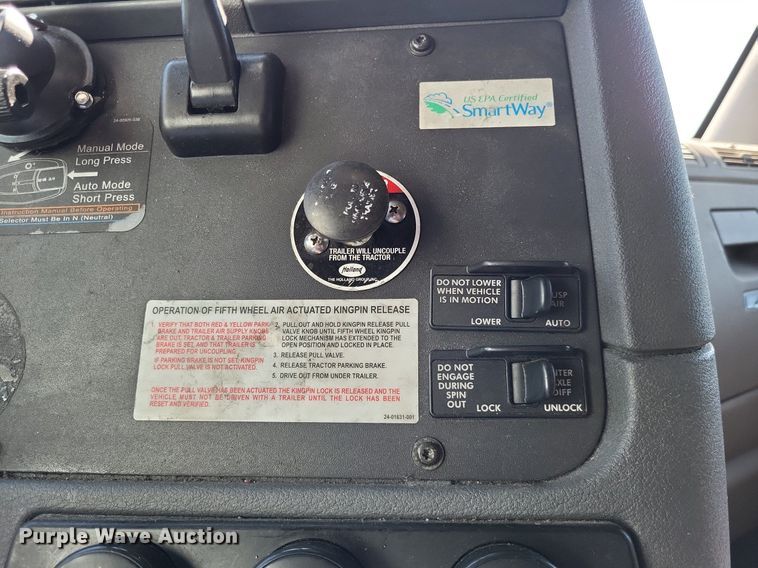 24-00909-038
Manual Mode
Long Press
Auto Mode
Short Press
Instruction Manual Before Operating
Selector Must Be In N (Neutral)
US EPA Certified
SmartWay
TRAILER WILL UNCOUPLE
FROM THE TRACTOR
Holland
THE HOLLAND GROUP, INC.
DO NOT LOWER
WHEN VEHICLE
IS IN MOTION
LOWER
AUTO
AIR
DO NOT
ENGAGE
DURING
SPIN
OUT
LOCK
UNLOCK
DIFF
OPERATION OF FIFTH WHEEL AIR ACTUATED KINGPIN RELEASE
1. VERIFY THAT BOTH RED & YELLOW PARK
BRAKE AND TRAILER AIR SUPPLY KNOBS
ARE OUT, TRACTOR & TRAILER PARKING
BRAKE IS SET, AND THAT TRAILER IS
PREPARED FOR UNCOUPLING
IF PARKING BRAKE IS NOT SET, KINGPIN
LOCK PULL VALVE IS NOT ACTIVATED.
2. PULL OUT AND HOLD KINGPIN RELEASE PULL
VALVE KNOB UNTIL FIFTH WHEEL KINGPIN
LOCK MECHANISM HAS EXTENDED TO THE
OPEN POSITION AND LOCKED IN PLACE.
3. RELEASE PULL VALVE.
4. RELEASE TRACTOR PARKING BRAKE.
5. DRIVE OUT FROM UNDER TRAILER.
ONCE THE PULL VALVE HAS BEEN ACTUATED THE KINGPIN LOCK IS RELEASED AND THE
VEHICLE MUST NOT BE DRIVEN WITH A TRAILER UNTIL THE LOCK HAS BEEN
RESET AND VERIFIED.
24-01631-001
Purple Wave Auction